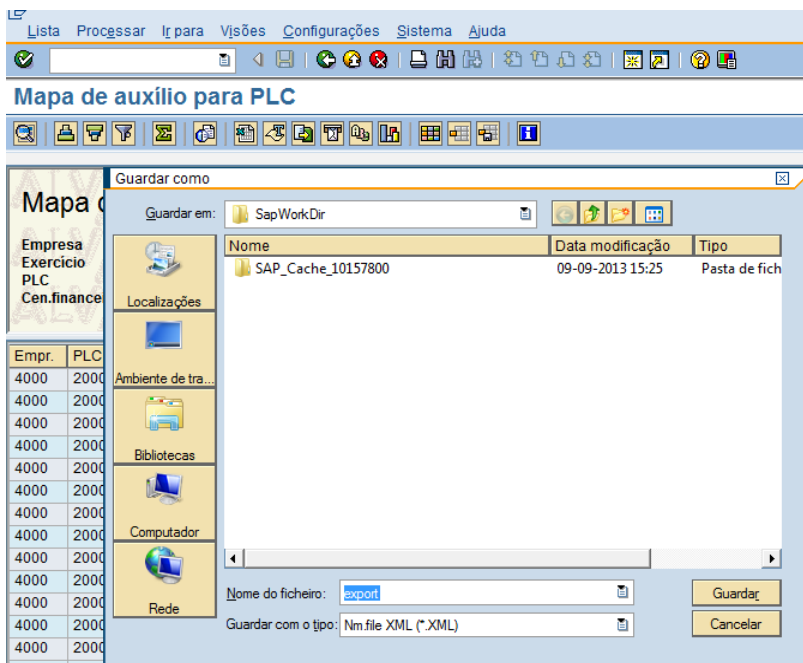 Lista Processar Ir para Visões Configurações Sistema Ajuda
Mapa de auxílio para PLC
Guardar como
Mapa
Empresa
Exercício
PLC
Guardar em: SapWorkDir
Nome Data modificação Tipo
SAP_Cache_10157800 09-09-2013 15:25 Pasta de fich
Localizações
Ambiente de tra...
Bibliotecas
Computador
Rede
Empr. PLC
4000 2000
4000 2000
4000 2000
4000 2000
4000 2000
4000 2000
4000 2000
4000 2000
4000 2000
4000 2000
4000 2000
4000 2000
4000 2000
Nome do ficheiro: export Guardar
Guardar com o tipo: Nm.file XML (*.XML) Cancelar